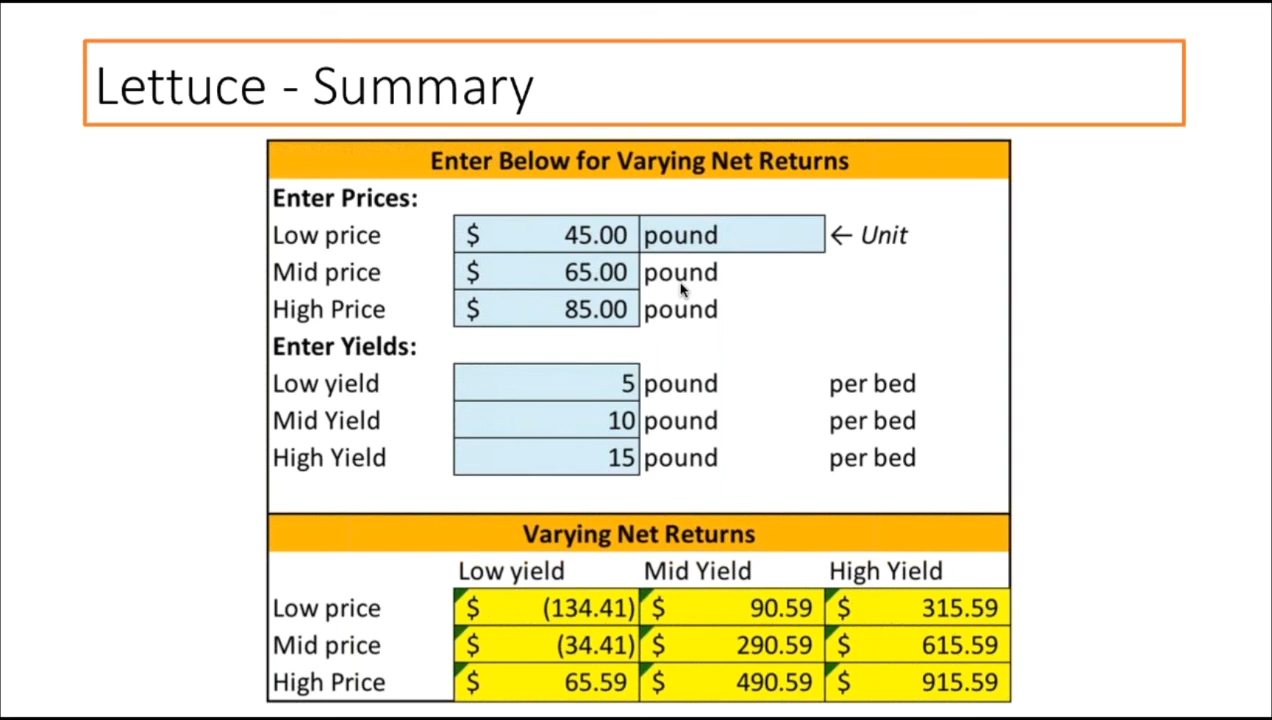 Lettuce - Summary
Enter Below for Varying Net Returns
Enter Prices:
Low price $ 45.00 pound ← Unit
Mid price $ 65.00 pound
High Price $ 85.00 pound
Enter Yields:
Low yield 5 pound per bed
Mid Yield 10 pound per bed
High Yield 15 pound per bed
Varying Net Returns
Low yield Mid Yield High Yield
Low price $ (134.41) $ 90.59 $ 315.59
Mid price $ (34.41) $ 290.59 $ 615.59
High Price $ 65.59 $ 490.59 $ 915.59